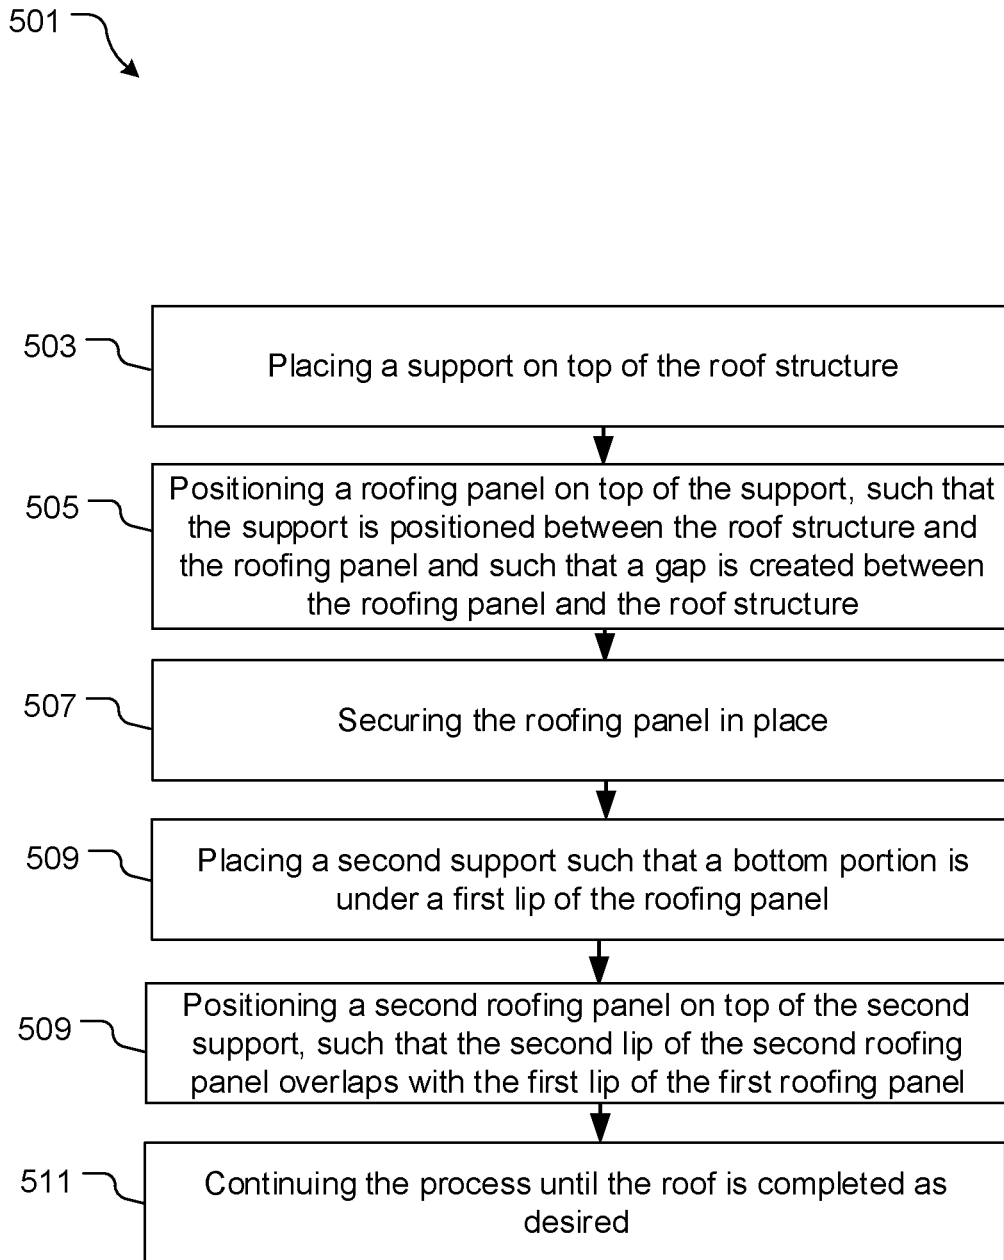 501
503
Placing a support on top of the roof structure
505
Positioning a roofing panel on top of the support, such that
the support is positioned between the roof structure and
the roofing panel and such that a gap is created between
the roofing panel and the roof structure
507
Securing the roofing panel in place
509
Placing a second support such that a bottom portion is
under a first lip of the roofing panel
509
Positioning a second roofing panel on top of the second
support, such that the second lip of the second roofing
panel overlaps with the first lip of the first roofing panel
511
Continuing the process until the roof is completed as
desired